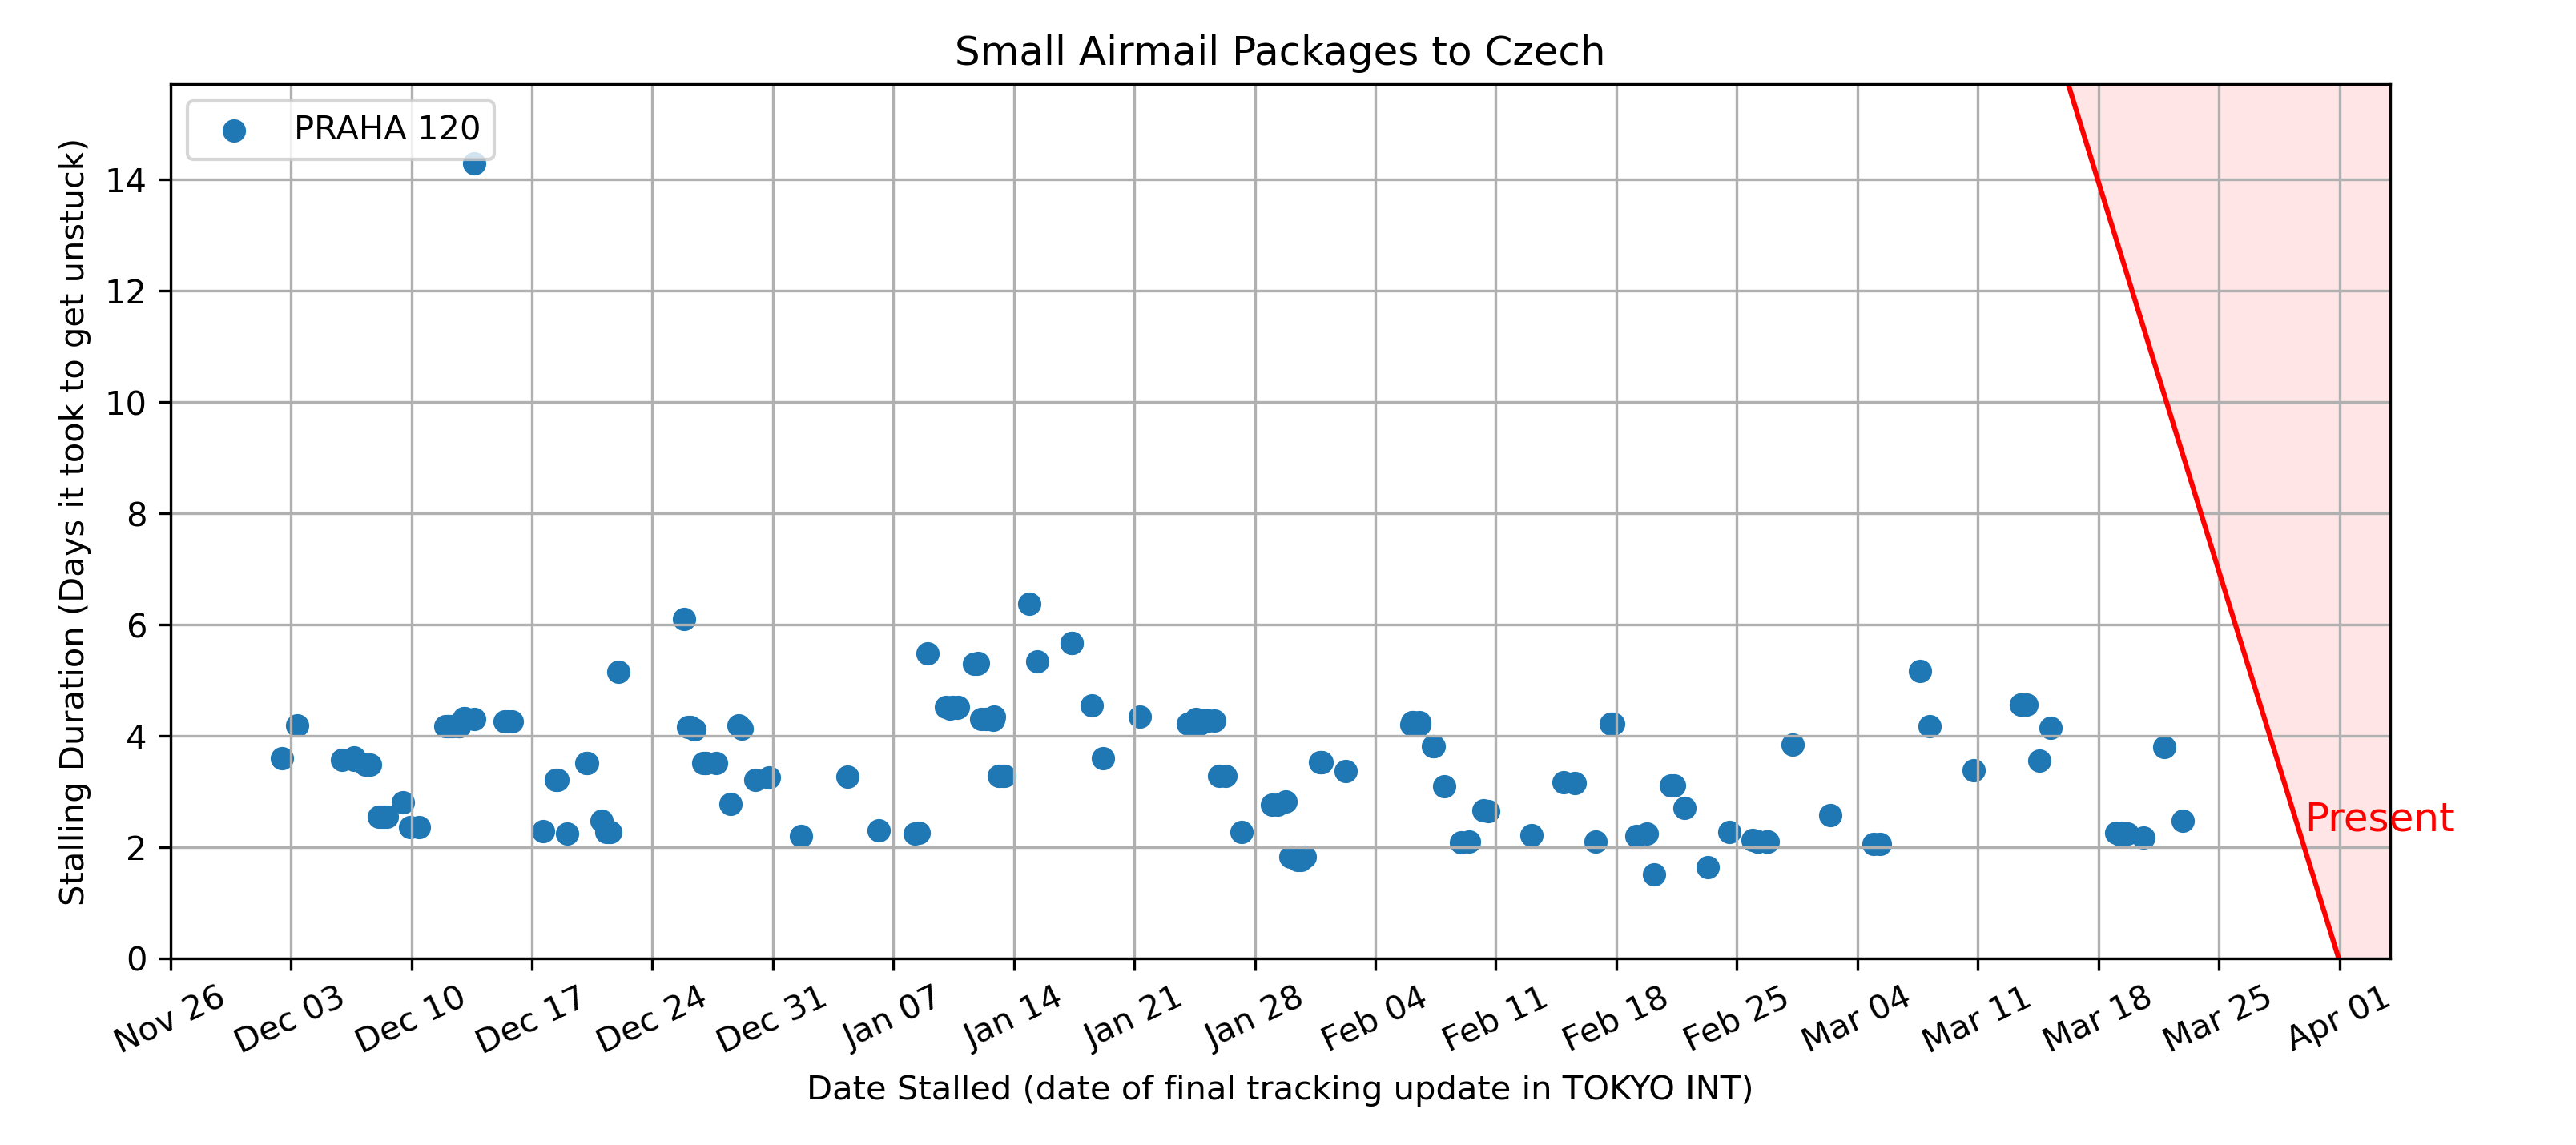 Small Airmail Packages to Czech
PRAHA 120
Stalling Duration (Days it took to get unstuck)
14
12
10
8
6
4
2
0
Present
Nov 26
Dec 03
Dec 10
Dec 17
Dec 24
Dec 31
Jan 07
Jan 14
Jan 21
Jan 28
Feb 04
Feb 11
Feb 18
Feb 25
Mar 04
Mar 11
Mar 18
Mar 25
Apr 01
Date Stalled (date of final tracking update in TOKYO INT)